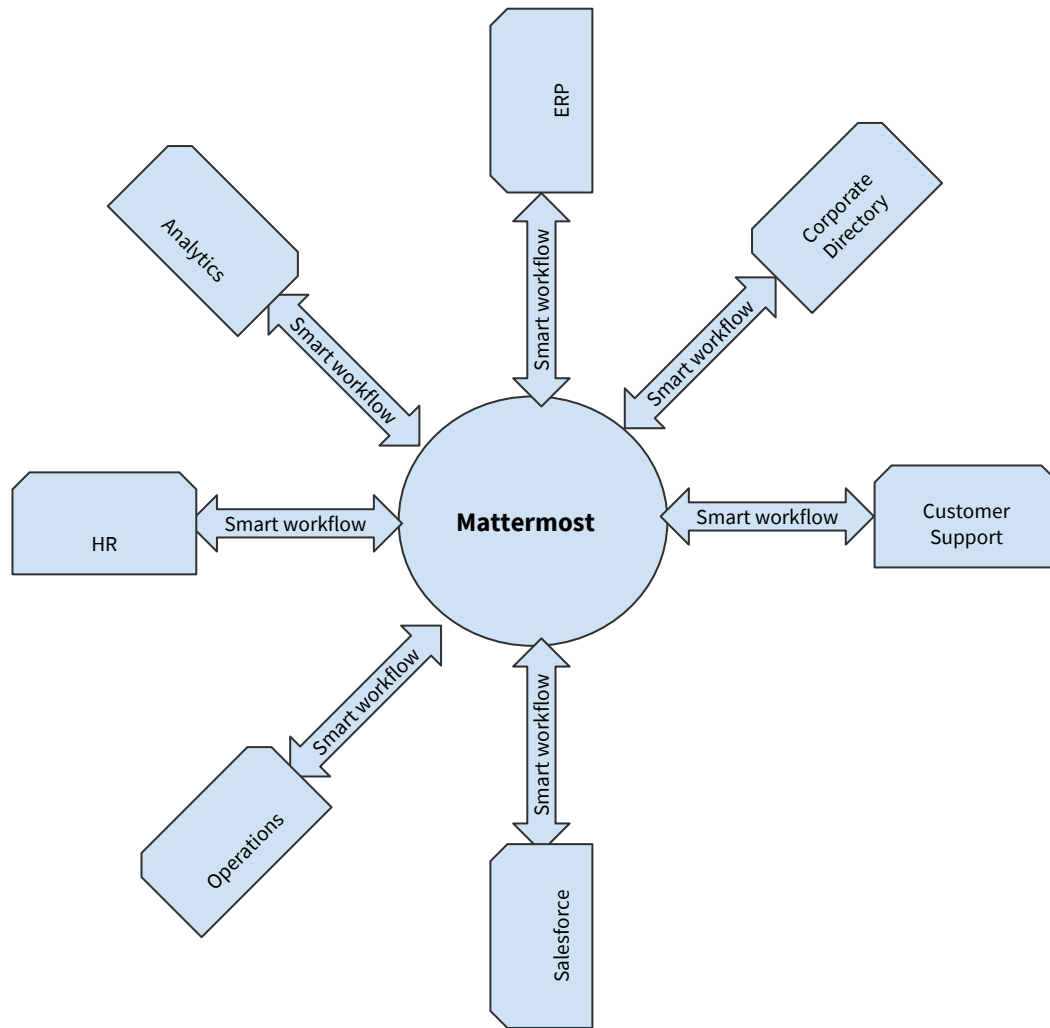 ERP
Corporate
Directory
Analytics
Smart workflow
Smart workflow
Smart workflow
HR
Smart workflow
Mattermost
Smart workflow
Customer
Support
Smart workflow
Smart workflow
Operations
Salesforce